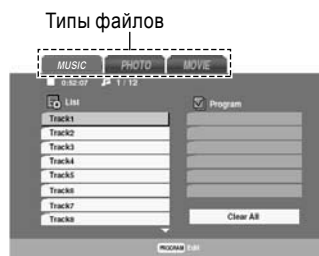 Типы файлов
MUSIC PHOTO MOVIE
0:52:07 1 / 12
List
Program
Track1
Track2
Track3
Track4
Track5
Track6
Track7
Track8
Clear All
PROGRAM Edit